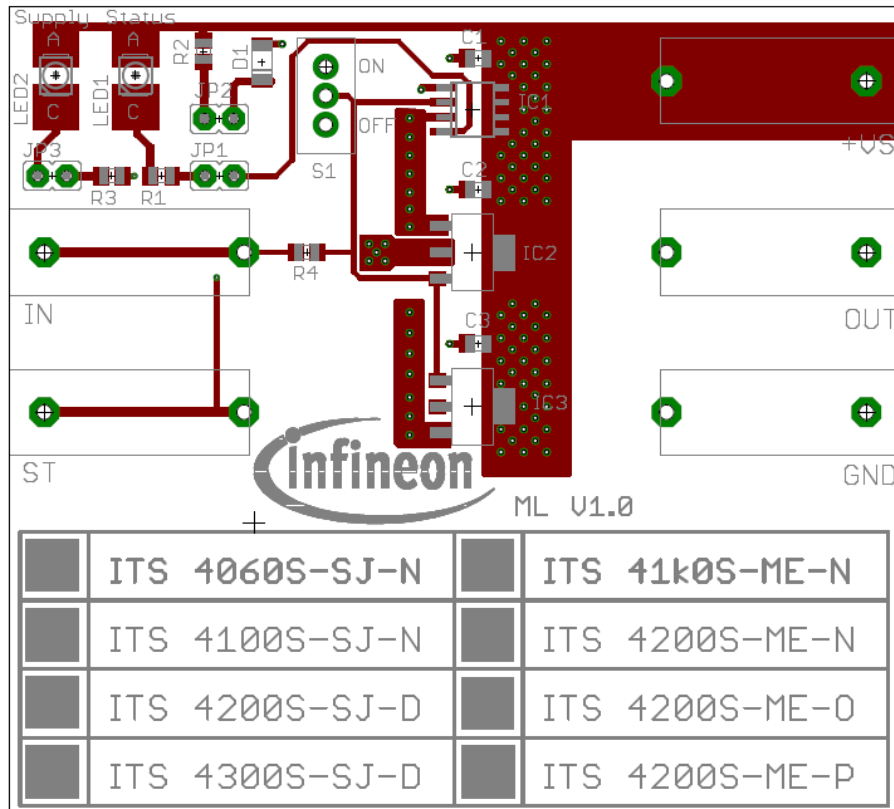 Supply Status
A A
C1
R2
D1
ON
LED2
LED1
C C
JP2
IC1
OFF
+VS
JP3
JP1
S1
C2
R3
R1
IC2
R4
IN
OUT
C3
IC3
ST
GND
infineon
ML V1.0
ITS 4060S-SJ-N
ITS 41k0S-ME-N
ITS 4100S-SJ-N
ITS 4200S-ME-N
ITS 4200S-SJ-D
ITS 4200S-ME-O
ITS 4300S-SJ-D
ITS 4200S-ME-P